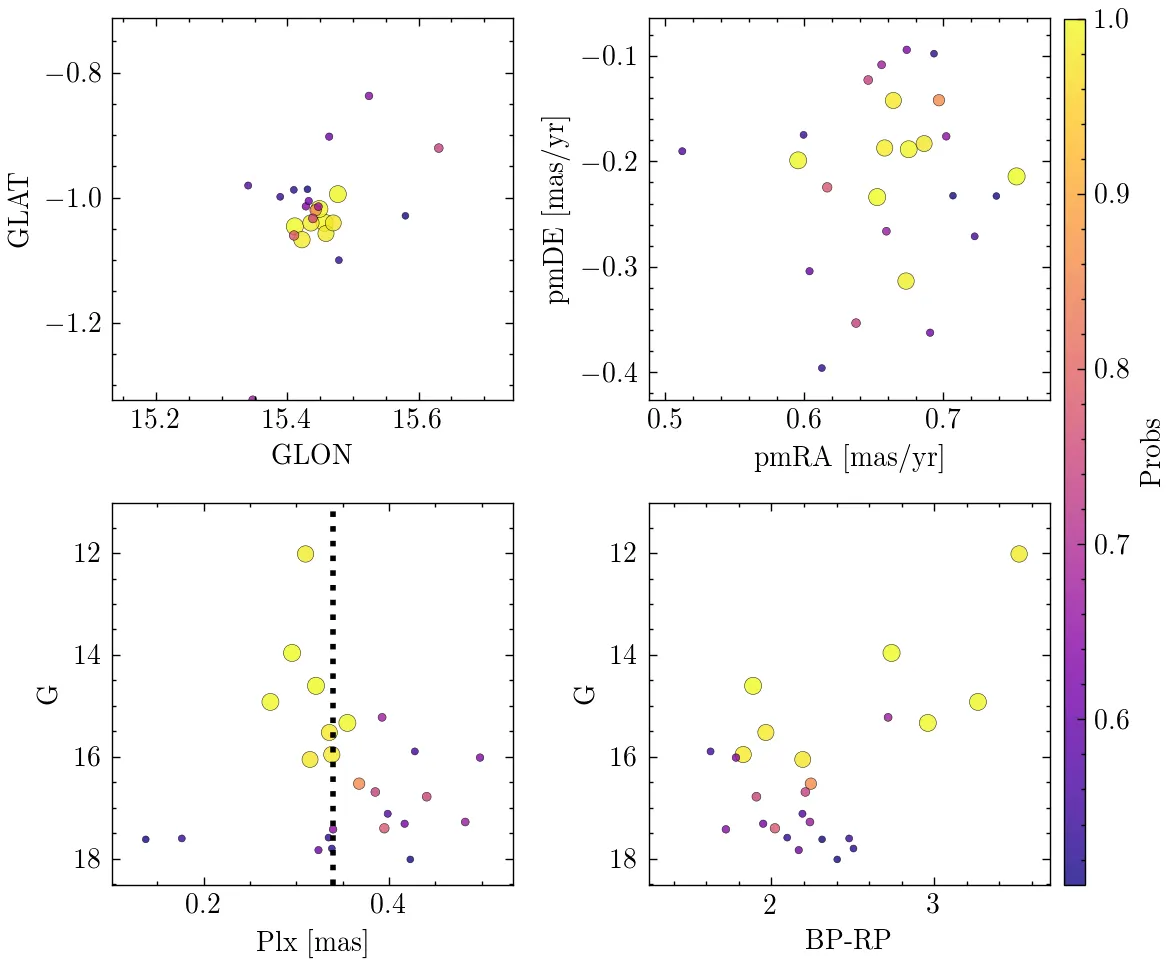 −0.8
−1.0
−1.2
GLAT
15.2 15.4 15.6
GLON
−0.1
−0.2
−0.3
−0.4
pmDE [mas/yr]
0.5 0.6 0.7
pmRA [mas/yr]
1.0
0.9
0.8
0.7
0.6
Probs
12
14
16
18
G
0.2 0.4
Plx [mas]
12
14
16
18
G
2 3
BP-RP